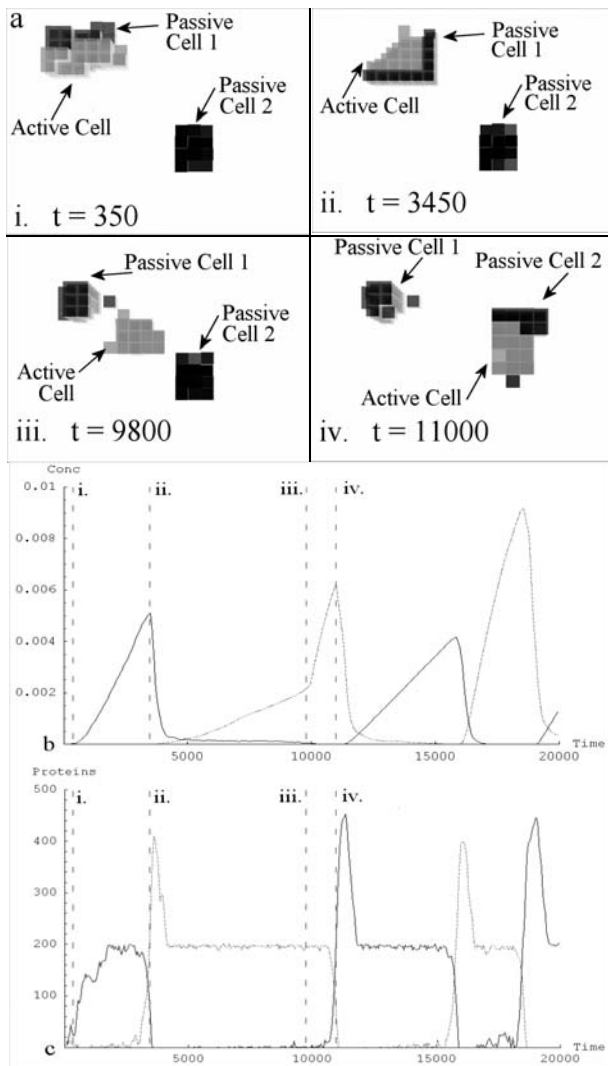 a
Passive
Cell 1
Passive
Cell 2
Active Cell
i. t = 350
Passive
Cell 1
Active
Cell
Passive
Cell 2
ii. t = 3450
Passive Cell 1
Passive
Cell 2
Active
Cell
iii. t = 9800
Passive Cell 1
Passive Cell 2
Active Cell
iv. t = 11000
Conc
0.01
i. ii. iii. iv.
0.008
0.006
0.004
0.002
b 5000 10000 15000 20000 Time
Proteins
500
i. ii. iii. iv.
400
300
200
100
c 5000 10000 15000 20000 Time